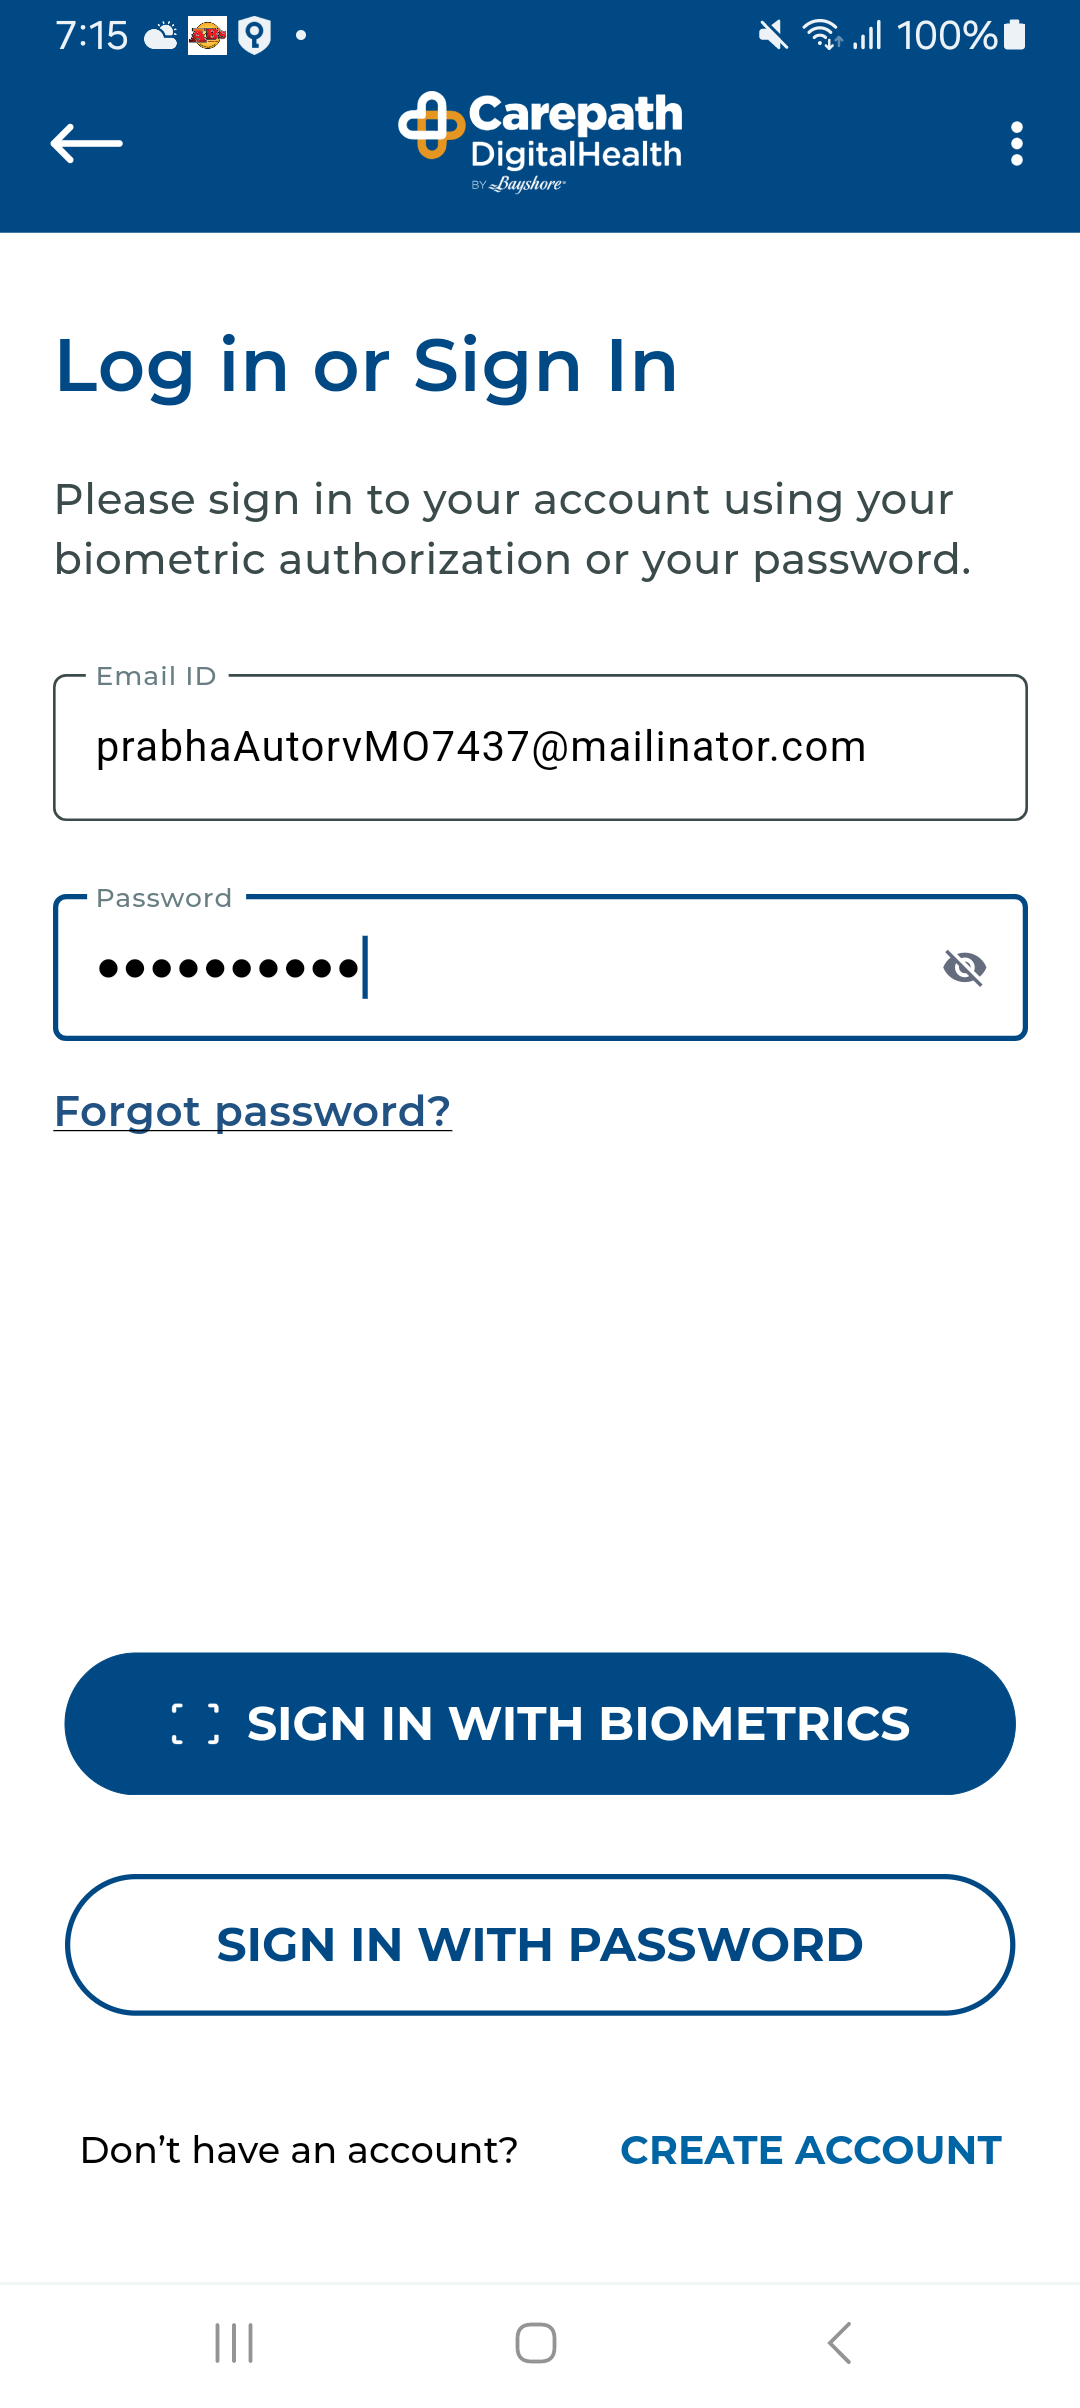 7:15
100%
Carepath
DigitalHealth
BY Bayshore
Log in or Sign In
Please sign in to your account using your
biometric authorization or your password.
Email ID
prabhaAutorvMO7437@mailinator.com
Password
Forgot password?
SIGN IN WITH BIOMETRICS
SIGN IN WITH PASSWORD
Don't have an account? CREATE ACCOUNT